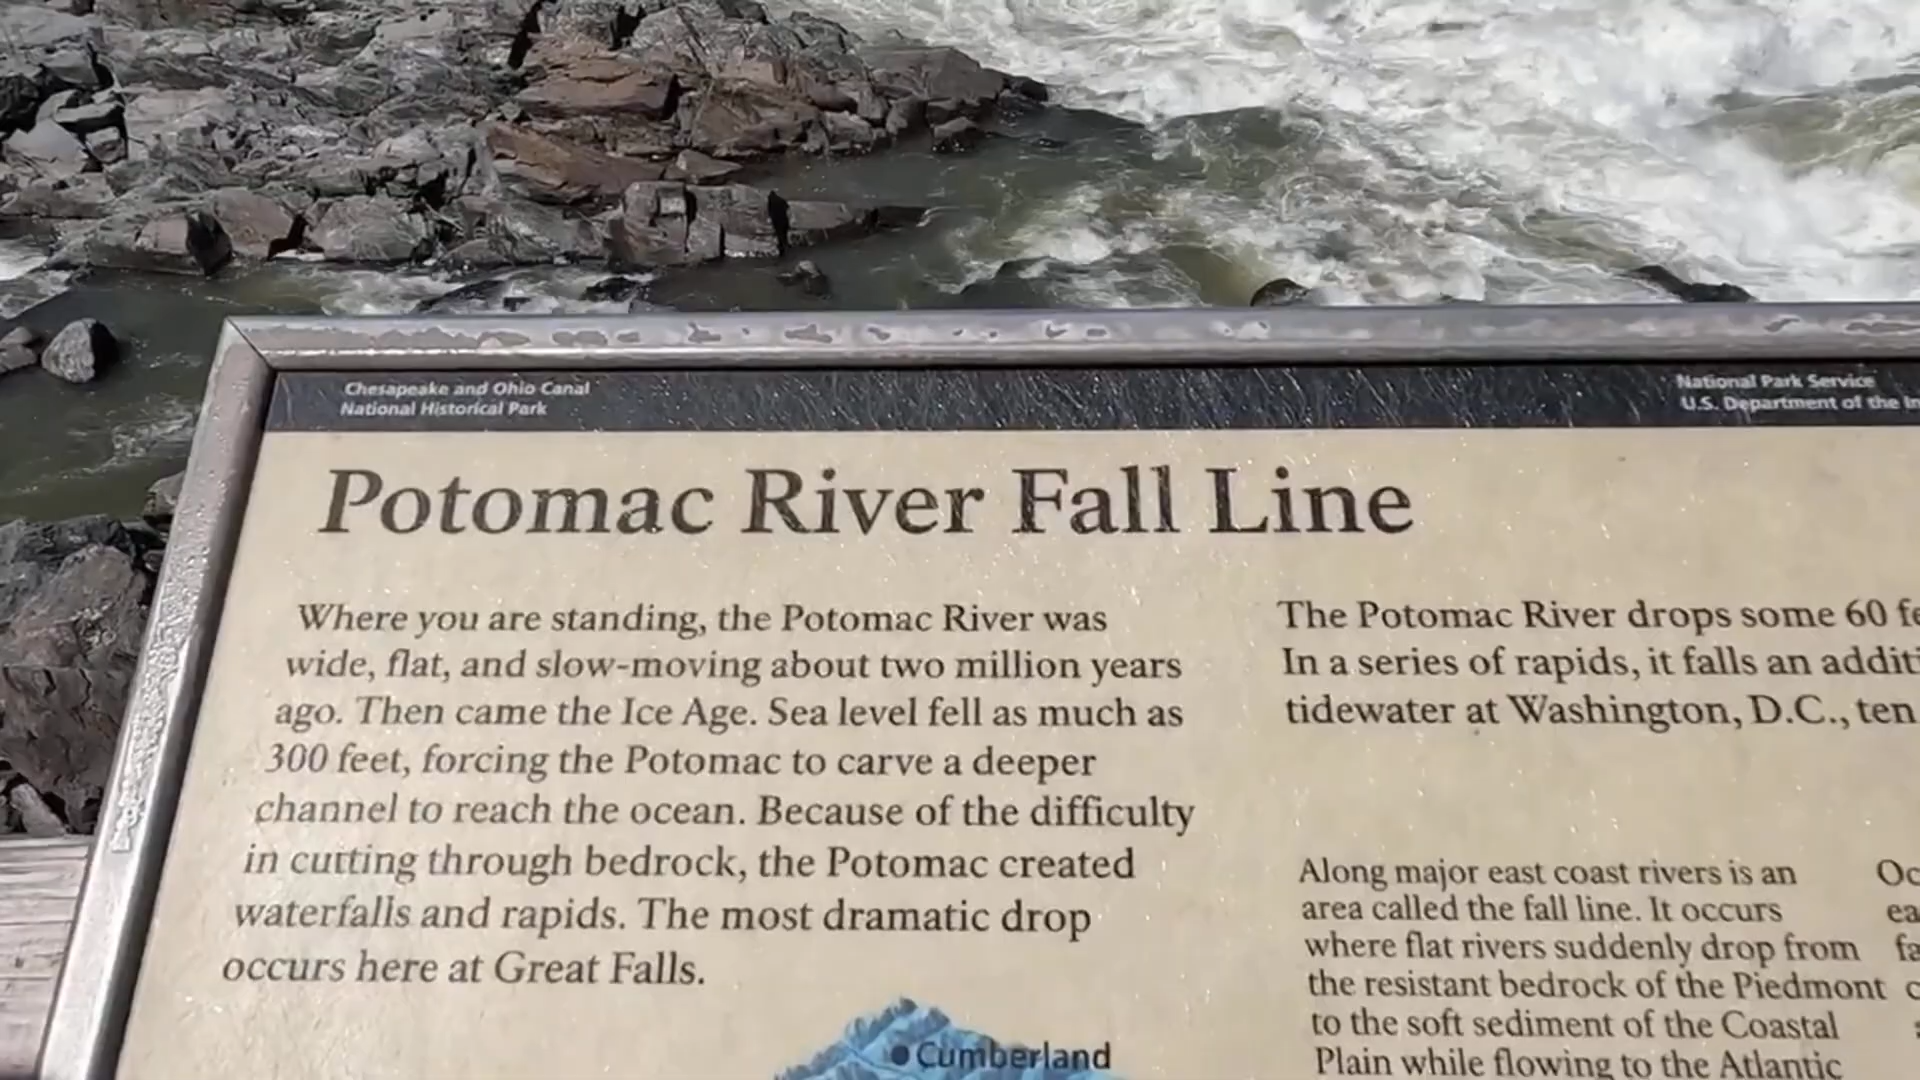 Chesapeake and Ohio Canal
National Historical Park
National Park Service
U.S. Department of the
Potomac River Fall Line
Where you are standing, the Potomac River was
wide, flat, and slow-moving about two million years
ago. Then came the Ice Age. Sea level fell as much as
300 feet, forcing the Potomac to carve a deeper
channel to reach the ocean. Because of the difficulty
in cutting through bedrock, the Potomac created
waterfalls and rapids. The most dramatic drop
occurs here at Great Falls.
The Potomac River drops some 60
In a series of rapids, it falls an
tidewater at Washington, D.C., ten
Along major east coast rivers is an
area called the fall line. It occurs
where flat rivers suddenly drop from
the resistant bedrock of the Piedmont
to the soft sediment of the Coastal
Plain while flowing to the Atlantic
Cumberland